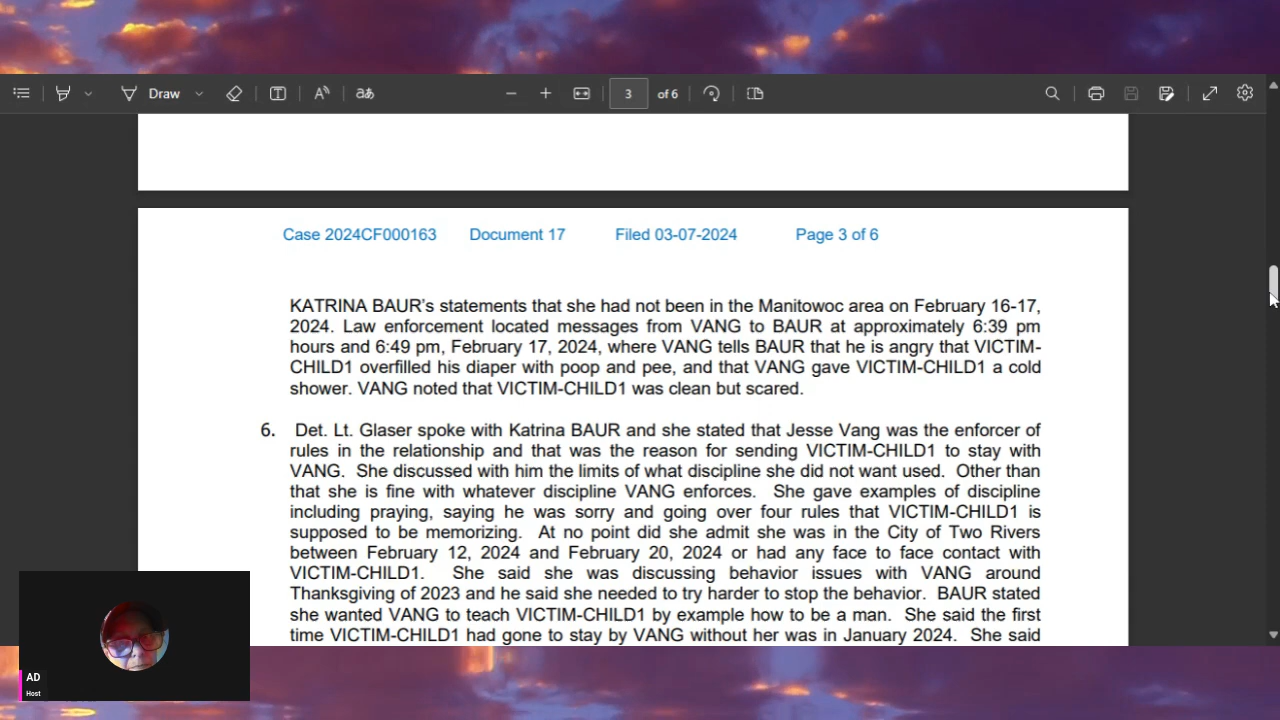 Draw
3 of 6
Case 2024CF000163 Document 17 Filed 03-07-2024 Page 3 of 6
KATRINA BAUR's statements that she had not been in the Manitowoc area on February 16-17,
2024. Law enforcement located messages from VANG to BAUR at approximately 6:39 pm
hours and 6:49 pm, February 17, 2024, where VANG tells BAUR that he is angry that VICTIM-
CHILD1 overfilled his diaper with poop and pee, and that VANG gave VICTIM-CHILD1 a cold
shower. VANG noted that VICTIM-CHILD1 was clean but scared.
6. Det. Lt. Glaser spoke with Katrina BAUR and she stated that Jesse Vang was the enforcer of
rules in the relationship and that was the reason for sending VICTIM-CHILD1 to stay with
VANG. She discussed with him the limits of what discipline she did not want used. Other than
that she is fine with whatever discipline VANG enforces. She gave examples of discipline
including praying, saying he was sorry and going over four rules that VICTIM-CHILD1 is
supposed to be memorizing. At no point did she admit she was in the City of Two Rivers
between February 12, 2024 and February 20, 2024 or had any face to face contact with
VICTIM-CHILD1. She said she was discussing behavior issues with VANG around
Thanksgiving of 2023 and he said she needed to try harder to stop the behavior. BAUR stated
she wanted VANG to teach VICTIM-CHILD1 by example how to be a man. She said the first
time VICTIM-CHILD1 had gone to stay by VANG without her was in January 2024. She said
AD
Host